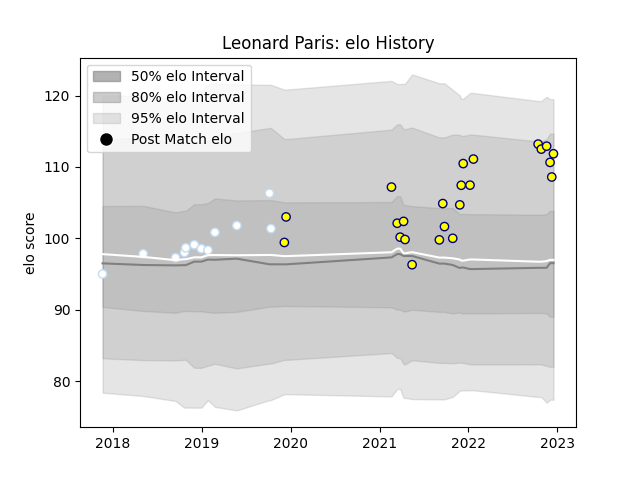 Leonard Paris: elo History
50% elo Interval
80% elo Interval
95% elo Interval
Post Match elo
elo score
120
110
100
90
80
2018 2019 2020 2021 2022 2023